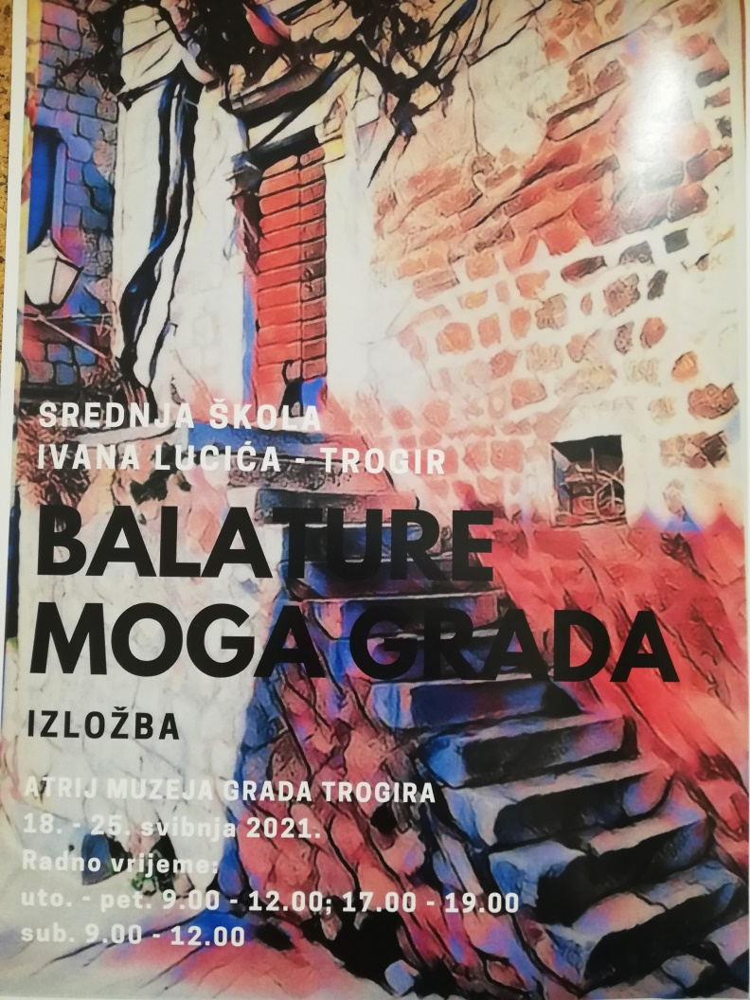 SREDNJA ŠKOLA
IVANA LUCIĆA - TROGIR
BALATURE
MOGA GRADA
IZLOŽBA
ATRIJ MUZEJA GRADA TROGIRA
18. - 25. svibnja 2021.
Radno vrijeme:
uto. - pet. 9.00 - 12.00; 17.00 - 19.00
sub. 9.00 - 12.00